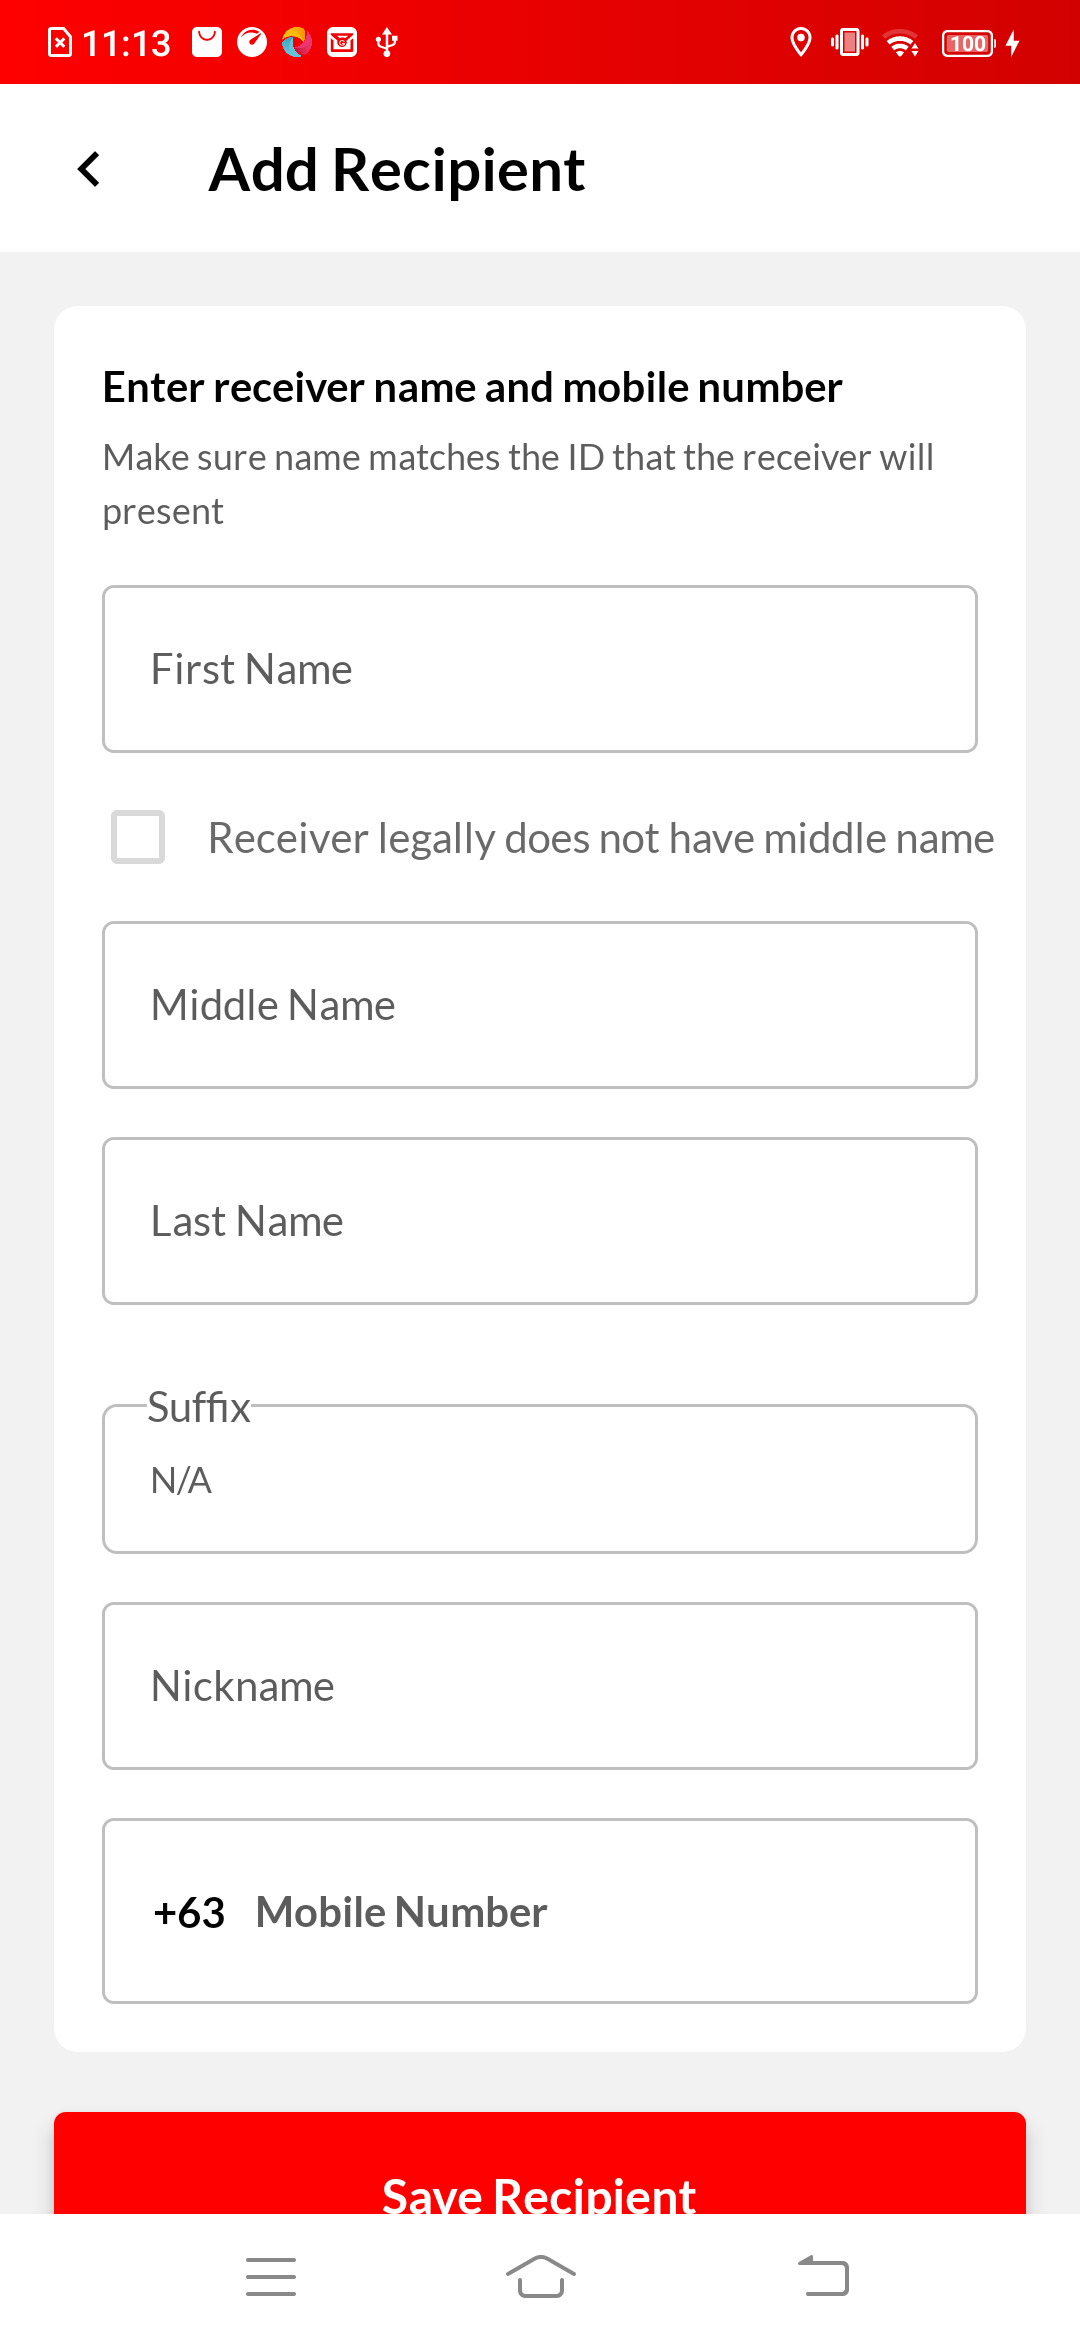 11:13
100
Add Recipient
Enter receiver name and mobile number
Make sure name matches the ID that the receiver will
present
First Name
Receiver legally does not have middle name
Middle Name
Last Name
Suffix
N/A
Nickname
+63 Mobile Number
Save Recipient